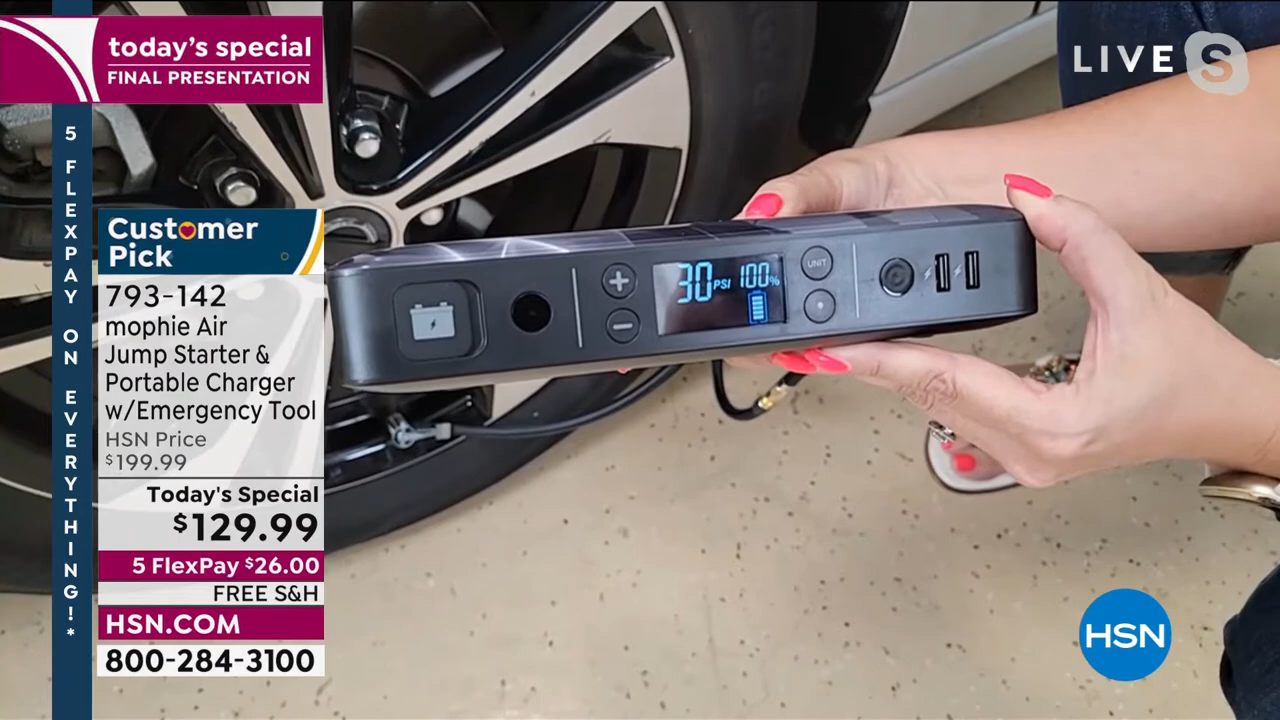 today's special
FINAL PRESENTATION
5 FLEXPAY ON EVERYTHING!*
Customer
Pick
793-142
mophie Air
Jump Starter &
Portable Charger
w/Emergency Tool
HSN Price
$199.99
Today's Special
$129.99
5 FlexPay $26.00
FREE S&H
HSN.COM
800-284-3100
LIVE S
30 PSI 100%
UNIT
HSN